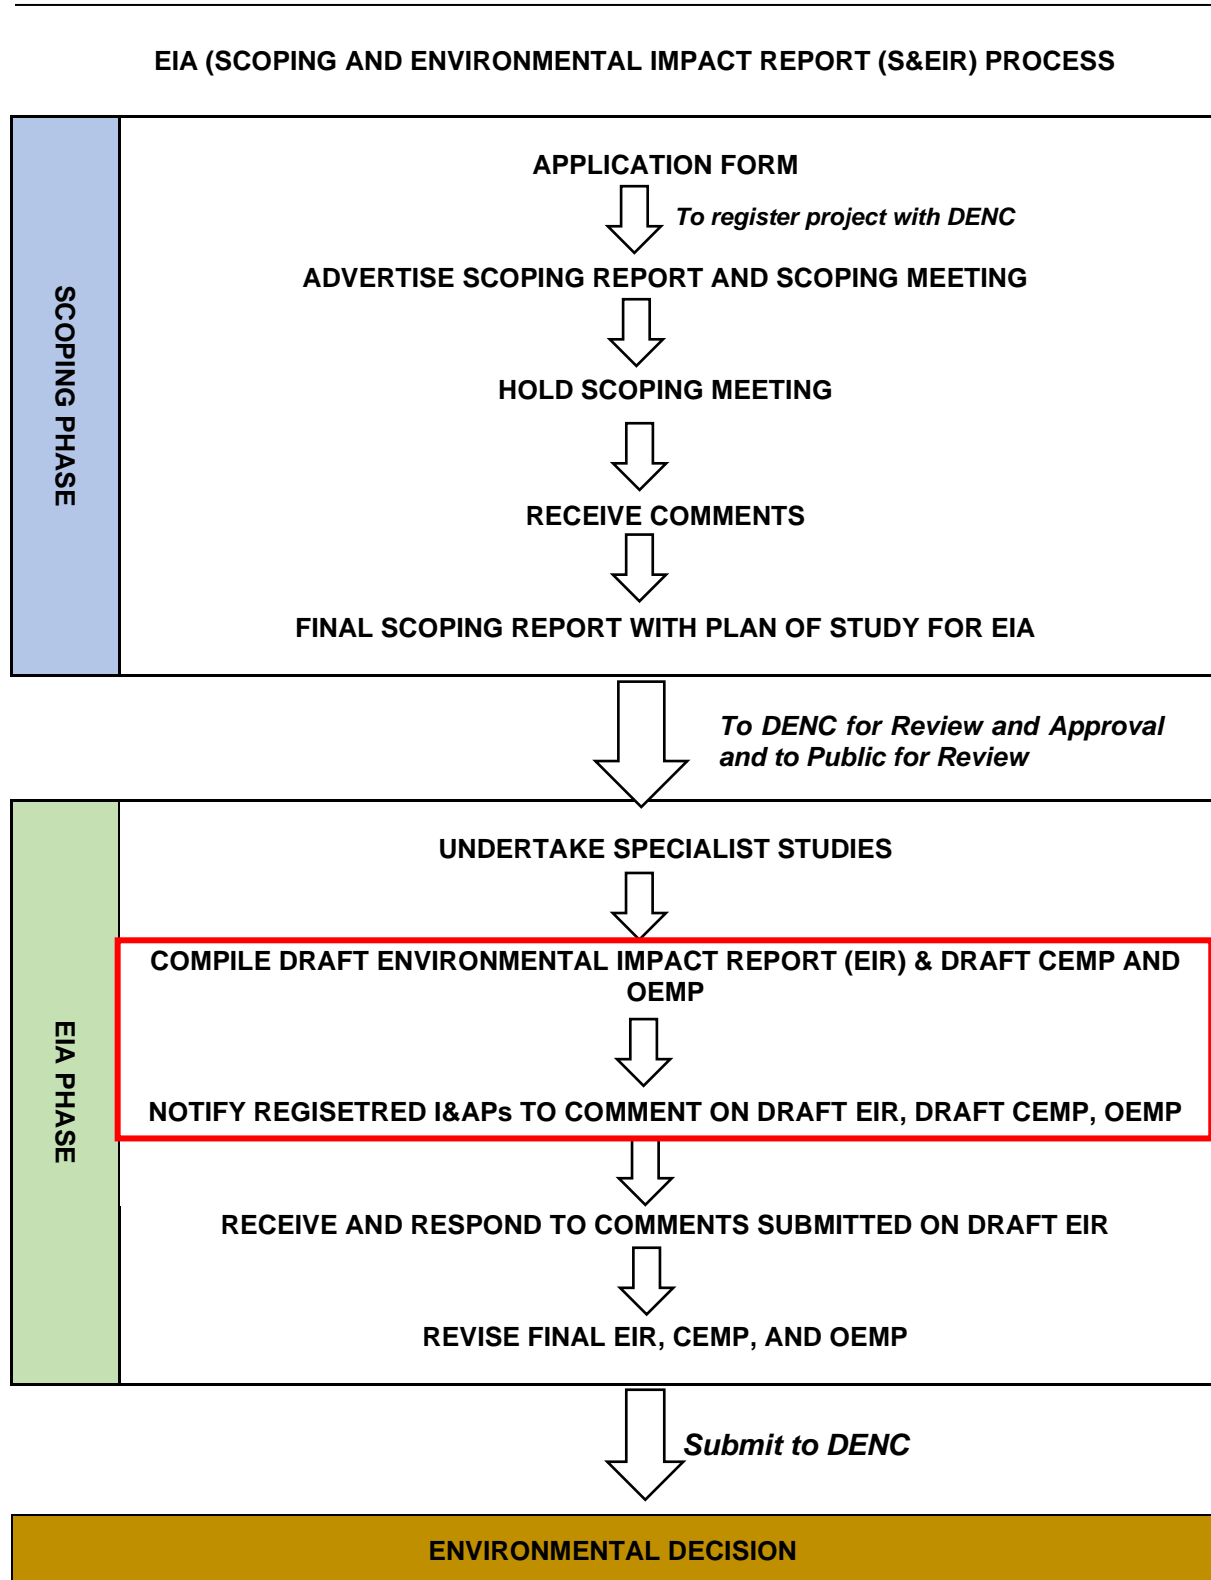 EIA (SCOPING AND ENVIRONMENTAL IMPACT REPORT (S&EIR) PROCESS
SCOPING PHASE
APPLICATION FORM
To register project with DENC
ADVERTISE SCOPING REPORT AND SCOPING MEETING
HOLD SCOPING MEETING
RECEIVE COMMENTS
FINAL SCOPING REPORT WITH PLAN OF STUDY FOR EIA
To DENC for Review and Approval
and to Public for Review
EIA PHASE
UNDERTAKE SPECIALIST STUDIES
COMPILE DRAFT ENVIRONMENTAL IMPACT REPORT (EIR) & DRAFT CEMP AND
OEMP
NOTIFY REGISETRED I&APs TO COMMENT ON DRAFT EIR, DRAFT CEMP, OEMP
RECEIVE AND RESPOND TO COMMENTS SUBMITTED ON DRAFT EIR
REVISE FINAL EIR, CEMP, AND OEMP
Submit to DENC
ENVIRONMENTAL DECISION